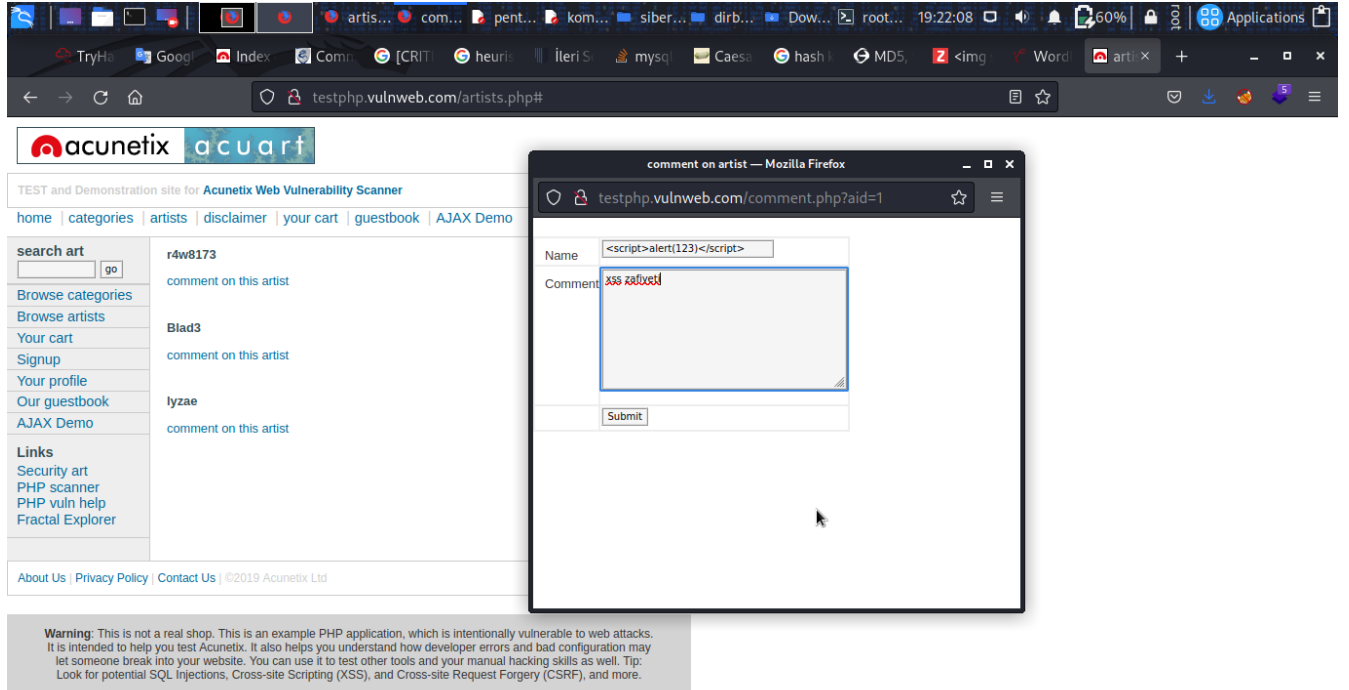 artis... com... pent... kom... siber... dirb... Dow... root... 19:22:08 60% root Applications
TryHa Googl Index Comm [CRITI heuris İleri S mysql Caesa hash k MD5, <img Wordl artis
testphp.vulnweb.com/artists.php#
5
acunetix acuart
TEST and Demonstration site for Acunetix Web Vulnerability Scanner
home | categories | artists | disclaimer | your cart | guestbook | AJAX Demo
search art
go
Browse categories
Browse artists
Your cart
Signup
Your profile
Our guestbook
AJAX Demo
Links
Security art
PHP scanner
PHP vuln help
Fractal Explorer
r4w8173
comment on this artist
Blad3
comment on this artist
lyzae
comment on this artist
comment on artist — Mozilla Firefox
testphp.vulnweb.com/comment.php?aid=1
Name <script>alert(123)</script>
Comment xss zafiyeti
Submit
About Us | Privacy Policy | Contact Us | ©2019 Acunetix Ltd
Warning: This is not a real shop. This is an example PHP application, which is intentionally vulnerable to web attacks.
It is intended to help you test Acunetix. It also helps you understand how developer errors and bad configuration may
let someone break into your website. You can use it to test other tools and your manual hacking skills as well. Tip:
Look for potential SQL Injections, Cross-site Scripting (XSS), and Cross-site Request Forgery (CSRF), and more.